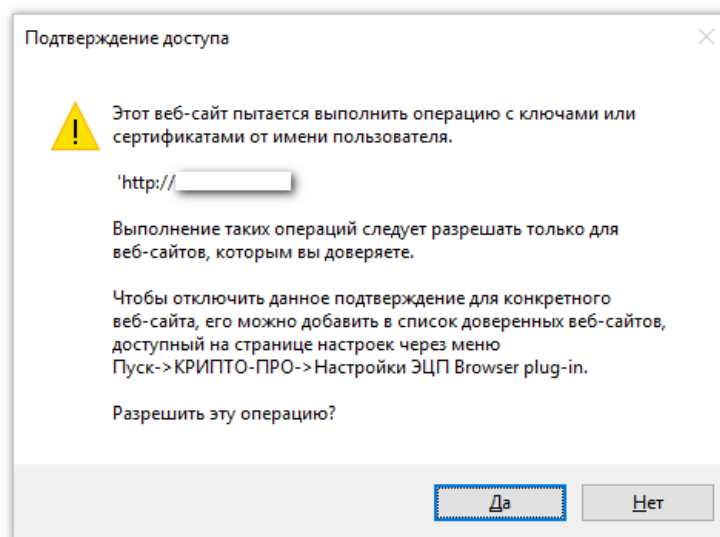 Подтверждение доступа
Этот веб-сайт пытается выполнить операцию с ключами или
сертификатами от имени пользователя.
'http://
Выполнение таких операций следует разрешать только для
веб-сайтов, которым вы доверяете.
Чтобы отключить данное подтверждение для конкретного
веб-сайта, его можно добавить в список доверенных веб-сайтов,
доступный на странице настроек через меню
Пуск->КРИПТО-ПРО->Настройки ЭЦП Browser plug-in.
Разрешить эту операцию?
Да
Нет